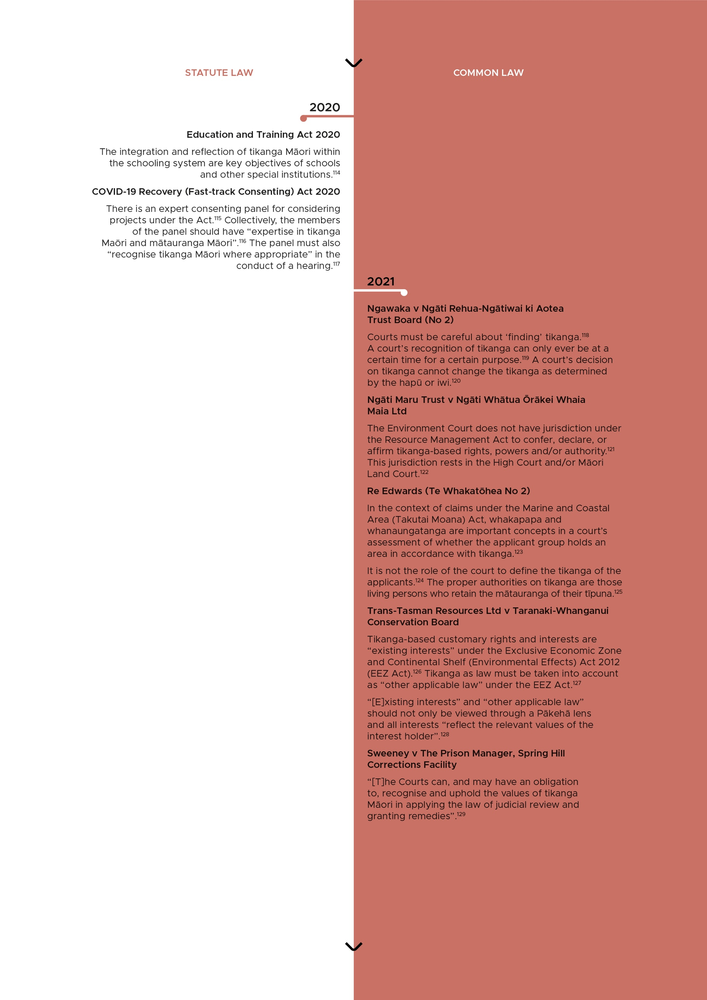 STATUTE LAW
COMMON LAW
2020
Education and Training Act 2020
The integration and reflection of tikanga Māori within
the schooling system are key objectives of schools
and other special institutions.114
COVID-19 Recovery (Fast-track Consenting) Act 2020
There is an expert consenting panel for considering
projects under the Act.115 Collectively, the members
of the panel should have “expertise in tikanga
Maōri and mātauranga Māori”.116 The panel must also
“recognise tikanga Māori where appropriate” in the
conduct of a hearing.117
2021
Ngawaka v Ngāti Rehua-Ngātiwai ki Aotea
Trust Board (No 2)
Courts must be careful about ‘finding’ tikanga.118
A court’s recognition of tikanga can only ever be at a
certain time for a certain purpose.119 A court’s decision
on tikanga cannot change the tikanga as determined
by the hapū or iwi.120
Ngāti Maru Trust v Ngāti Whātua Ōrākei Whaia
Maia Ltd
The Environment Court does not have jurisdiction under
the Resource Management Act to confer, declare, or
affirm tikanga-based rights, powers and/or authority.121
This jurisdiction rests in the High Court and/or Māori
Land Court.122
Re Edwards (Te Whakatōhea No 2)
In the context of claims under the Marine and Coastal
Area (Takutai Moana) Act, whakapapa and
whanaungatanga are important concepts in a court’s
assessment of whether the applicant group holds an
area in accordance with tikanga.123
It is not the role of the court to define the tikanga of the
applicants.124 The proper authorities on tikanga are those
living persons who retain the mātauranga of their tīpuna.125
Trans-Tasman Resources Ltd v Taranaki-Whanganui
Conservation Board
Tikanga-based customary rights and interests are
“existing interests” under the Exclusive Economic Zone
and Continental Shelf (Environmental Effects) Act 2012
(EEZ Act).126 Tikanga as law must be taken into account
as “other applicable law” under the EEZ Act.127
“[E]xisting interests” and “other applicable law”
should not only be viewed through a Pākehā lens
and all interests “reflect the relevant values of the
interest holder”.128
Sweeney v The Prison Manager, Spring Hill
Corrections Facility
“[T]he Courts can, and may have an obligation
to, recognise and uphold the values of tikanga
Māori in applying the law of judicial review and
granting remedies”.129